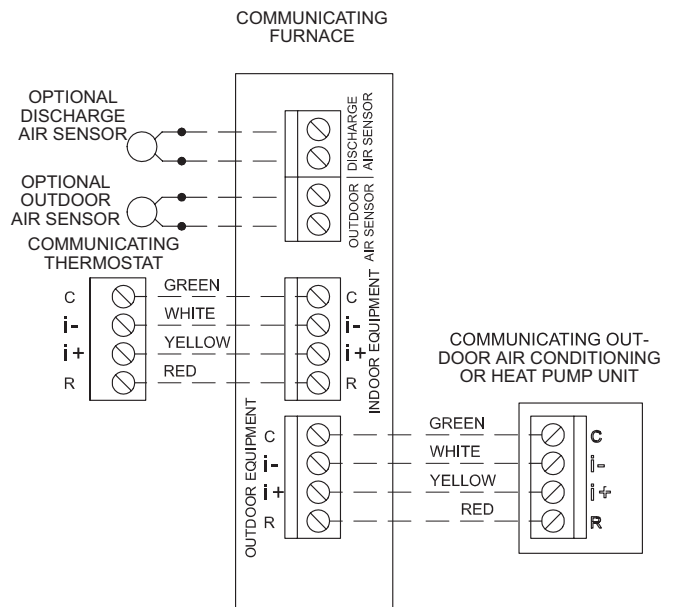 COMMUNICATING
FURNACE
OPTIONAL
DISCHARGE
AIR SENSOR
DISCHARGE
AIR SENSOR
OPTIONAL
OUTDOOR
AIR SENSOR
OUTDOOR
AIR SENSOR
COMMUNICATING
THERMOSTAT
C
i-
i+
R
GREEN
WHITE
YELLOW
RED
C
i-
i+
R
INDOOR EQUIPMENT
COMMUNICATING OUT-
DOOR AIR CONDITIONING
OR HEAT PUMP UNIT
OUTDOOR EQUIPMENT
C
i-
i+
R
GREEN
WHITE
YELLOW
RED
C
i-
i+
R